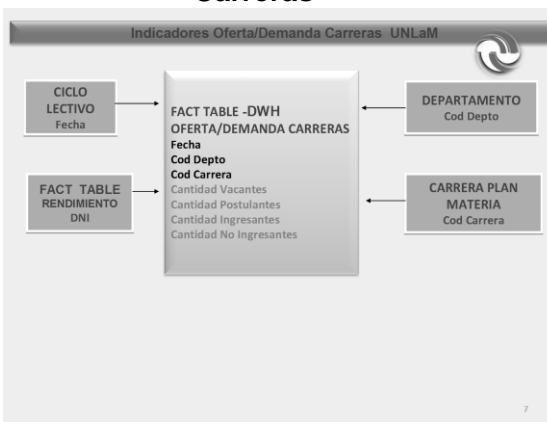 Carreras
Indicadores Oferta/Demanda Carreras UNLaM
CICLO
LECTIVO
Fecha
FACT TABLE
RENDIMIENTO
DNI
FACT TABLE -DWH
OFERTA/DEMANDA CARRERAS
Fecha
Cod Depto
Cod Carrera
Cantidad Vacantes
Cantidad Postulantes
Cantidad Ingresantes
Cantidad No Ingresantes
DEPARTAMENTO
Cod Depto
CARRERA PLAN
MATERIA
Cod Carrera
7